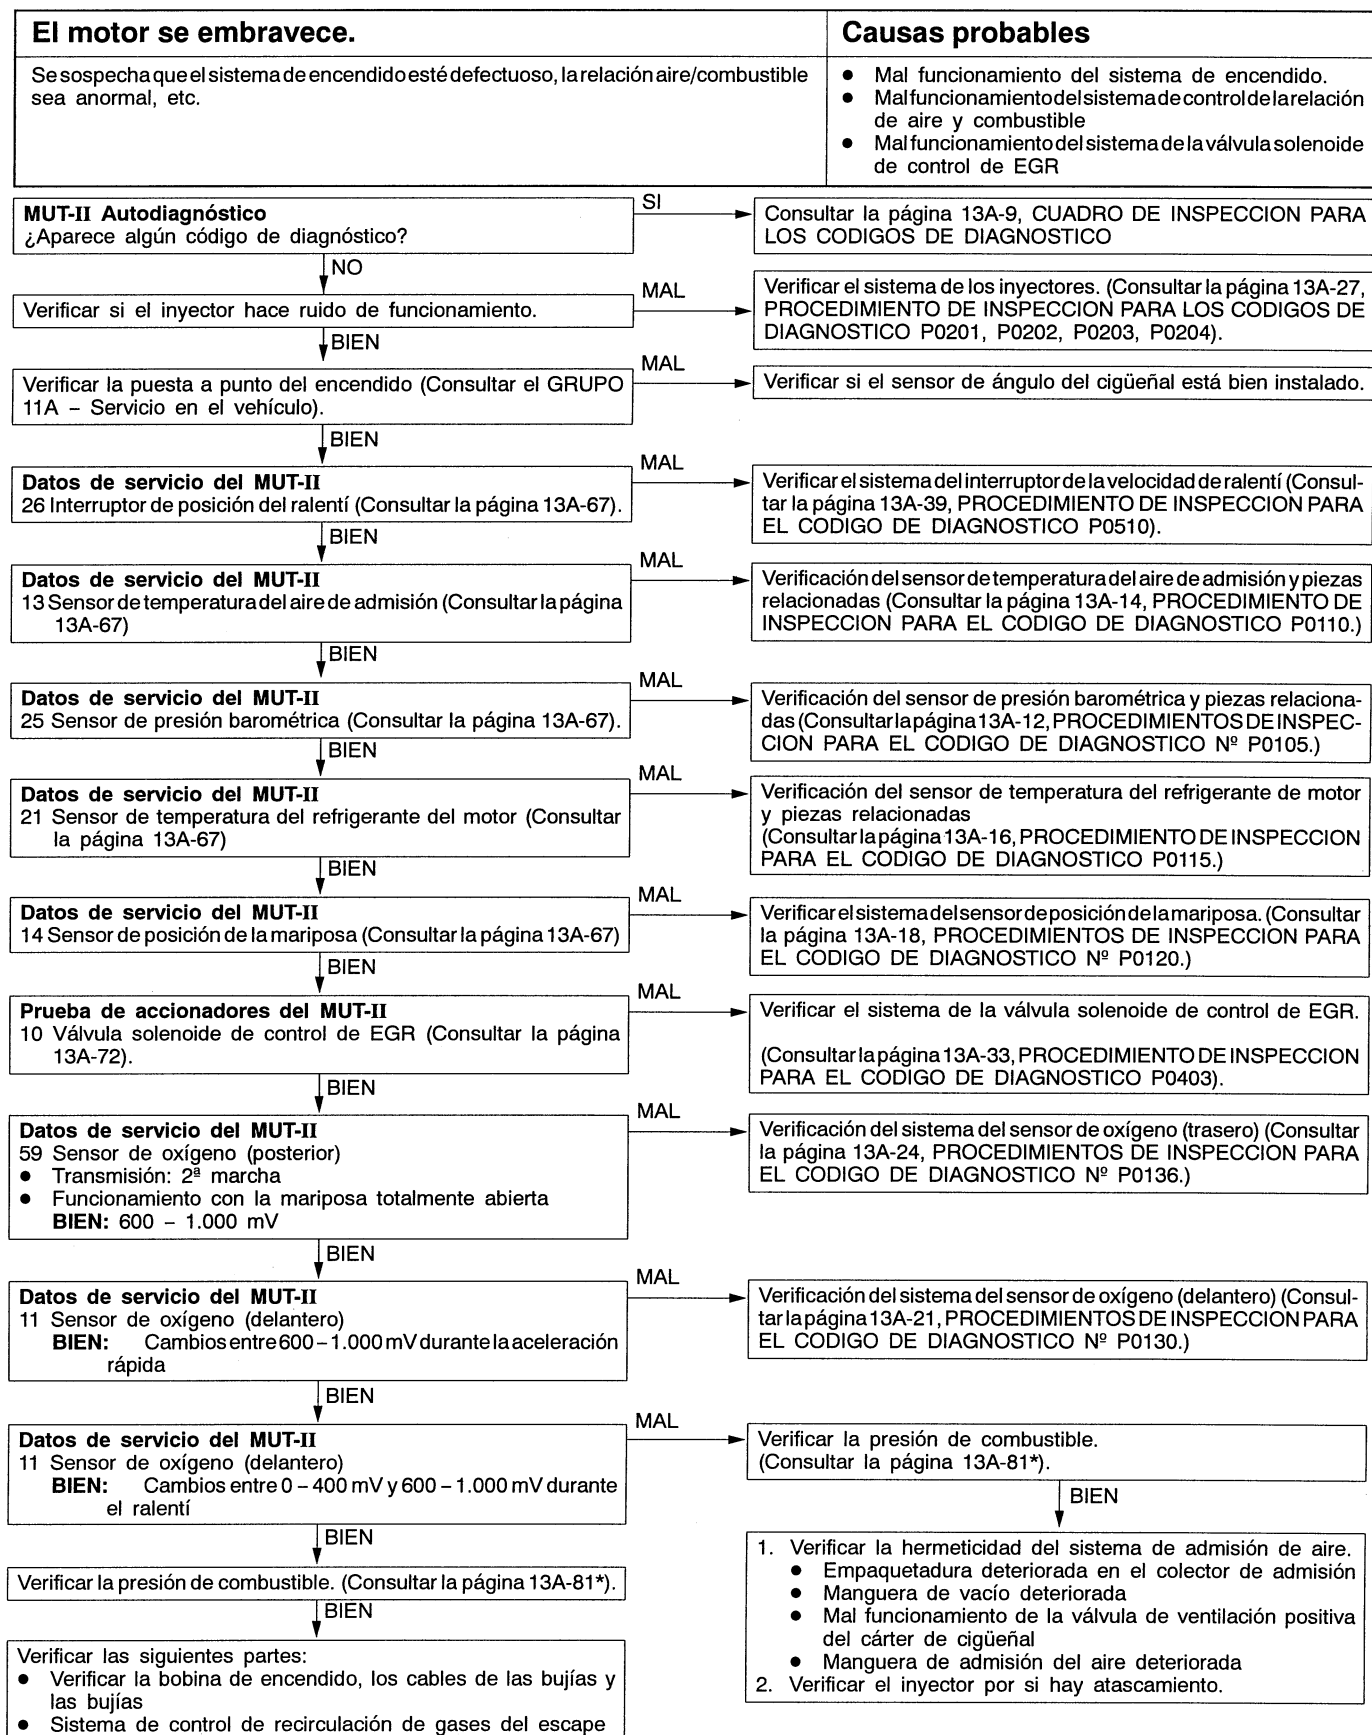 El motor se embravece.
Causas probables
Se sospecha que el sistema de encendido esté defectuoso, la relación aire/combustible
sea anormal, etc.
● Mal funcionamiento del sistema de encendido.
● Mal funcionamiento del sistema de control de la relación
de aire y combustible
● Mal funcionamiento del sistema de la válvula solenoide
de control de EGR
MUT-II Autodiagnóstico
¿Aparece algún código de diagnóstico?
SI
Consultar la página 13A-9, CUADRO DE INSPECCION PARA
LOS CODIGOS DE DIAGNOSTICO
NO
Verificar si el inyector hace ruido de funcionamiento.
MAL
Verificar el sistema de los inyectores. (Consultar la página 13A-27,
PROCEDIMIENTO DE INSPECCION PARA LOS CODIGOS DE
DIAGNOSTICO P0201, P0202, P0203, P0204).
BIEN
Verificar la puesta a punto del encendido (Consultar el GRUPO
11A – Servicio en el vehículo).
MAL
Verificar si el sensor de ángulo del cigüeñal está bien instalado.
BIEN
Datos de servicio del MUT-II
26 Interruptor de posición del ralentí (Consultar la página 13A-67).
MAL
Verificar el sistema del interruptor de la velocidad de ralentí (Consul-
tar la página 13A-39, PROCEDIMIENTO DE INSPECCION PARA
EL CODIGO DE DIAGNOSTICO P0510).
BIEN
Datos de servicio del MUT-II
13 Sensor de temperatura del aire de admisión (Consultar la página
13A-67)
MAL
Verificación del sensor de temperatura del aire de admisión y piezas
relacionadas (Consultar la página 13A-14, PROCEDIMIENTO DE
INSPECCION PARA EL CODIGO DE DIAGNOSTICO P0110.)
BIEN
Datos de servicio del MUT-II
25 Sensor de presión barométrica (Consultar la página 13A-67).
MAL
Verificación del sensor de presión barométrica y piezas relaciona-
das (Consultar la página 13A-12, PROCEDIMIENTOS DE INSPEC-
CION PARA EL CODIGO DE DIAGNOSTICO Nº P0105.)
BIEN
Datos de servicio del MUT-II
21 Sensor de temperatura del refrigerante del motor (Consultar
la página 13A-67)
MAL
Verificación del sensor de temperatura del refrigerante de motor
y piezas relacionadas
(Consultar la página 13A-16, PROCEDIMIENTO DE INSPECCION
PARA EL CODIGO DE DIAGNOSTICO P0115.)
BIEN
Datos de servicio del MUT-II
14 Sensor de posición de la mariposa (Consultar la página 13A-67)
MAL
Verificar el sistema del sensor de posición de la mariposa. (Consultar
la página 13A-18, PROCEDIMIENTOS DE INSPECCION PARA
EL CODIGO DE DIAGNOSTICO Nº P0120.)
BIEN
Prueba de accionadores del MUT-II
10 Válvula solenoide de control de EGR (Consultar la página
13A-72).
MAL
Verificar el sistema de la válvula solenoide de control de EGR.
(Consultar la página 13A-33, PROCEDIMIENTO DE INSPECCION
PARA EL CODIGO DE DIAGNOSTICO P0403).
BIEN
Datos de servicio del MUT-II
59 Sensor de oxígeno (posterior)
● Transmisión: 2ª marcha
● Funcionamiento con la mariposa totalmente abierta
BIEN: 600 – 1.000 mV
MAL
Verificación del sistema del sensor de oxígeno (trasero) (Consultar
la página 13A-24, PROCEDIMIENTOS DE INSPECCION PARA
EL CODIGO DE DIAGNOSTICO Nº P0136.)
BIEN
Datos de servicio del MUT-II
11 Sensor de oxígeno (delantero)
BIEN: Cambios entre 600 – 1.000 mV durante la aceleración
rápida
MAL
Verificación del sistema del sensor de oxígeno (delantero) (Consul-
tar la página 13A-21, PROCEDIMIENTOS DE INSPECCION PARA
EL CODIGO DE DIAGNOSTICO Nº P0130.)
BIEN
Datos de servicio del MUT-II
11 Sensor de oxígeno (delantero)
BIEN: Cambios entre 0 – 400 mV y 600 – 1.000 mV durante
el ralentí
MAL
Verificar la presión de combustible.
(Consultar la página 13A-81*).
BIEN
1. Verificar la hermeticidad del sistema de admisión de aire.
● Empaquetadura deteriorada en el colector de admisión
● Manguera de vacío deteriorada
● Mal funcionamiento de la válvula de ventilación positiva
del cárter de cigüeñal
● Manguera de admisión del aire deteriorada
2. Verificar el inyector por si hay atascamiento.
BIEN
Verificar la presión de combustible. (Consultar la página 13A-81*).
BIEN
Verificar las siguientes partes:
● Verificar la bobina de encendido, los cables de las bujías y
las bujías
● Sistema de control de recirculación de gases del escape